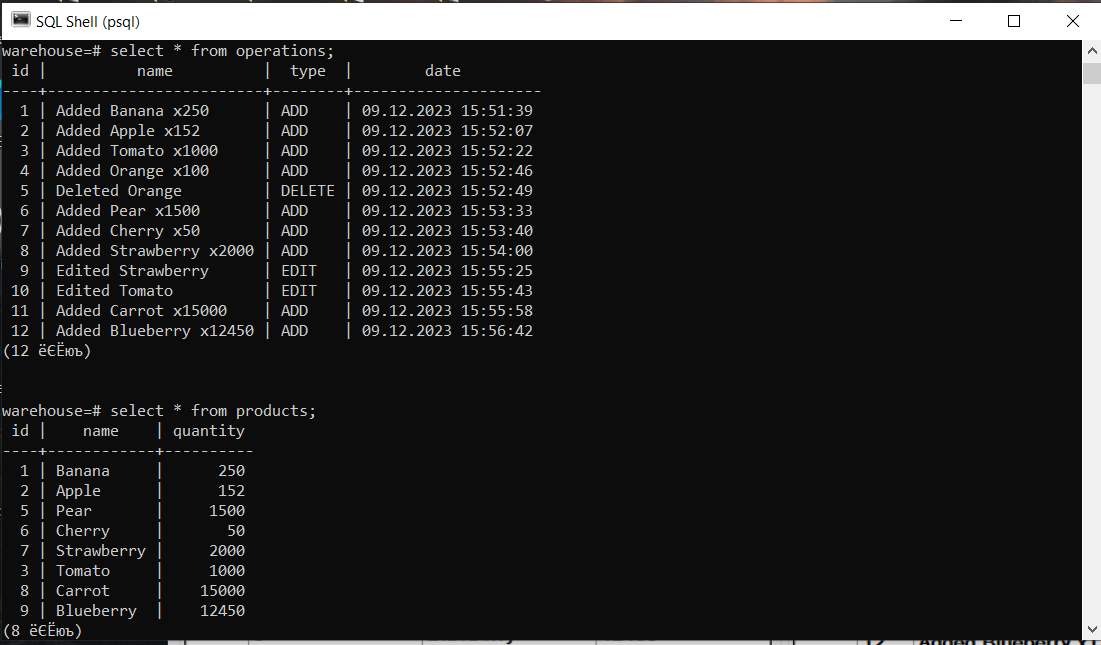 SQL Shell (psql)
warehouse=# select * from operations;
 id |          name          |  type  |        date
----+------------------------+--------+---------------------
  1 | Added Banana x250      | ADD    | 09.12.2023 15:51:39
  2 | Added Apple x152       | ADD    | 09.12.2023 15:52:07
  3 | Added Tomato x1000     | ADD    | 09.12.2023 15:52:22
  4 | Added Orange x100      | ADD    | 09.12.2023 15:52:46
  5 | Deleted Orange         | DELETE | 09.12.2023 15:52:49
  6 | Added Pear x1500       | ADD    | 09.12.2023 15:53:33
  7 | Added Cherry x50       | ADD    | 09.12.2023 15:53:40
  8 | Added Strawberry x2000 | ADD    | 09.12.2023 15:54:00
  9 | Edited Strawberry      | EDIT   | 09.12.2023 15:55:25
 10 | Edited Tomato          | EDIT   | 09.12.2023 15:55:43
 11 | Added Carrot x15000    | ADD    | 09.12.2023 15:55:58
 12 | Added Blueberry x12450 | ADD    | 09.12.2023 15:56:42
(12 ёЄЁюъ)
warehouse=# select * from products;
 id |    name    | quantity
----+------------+----------
  1 | Banana     |      250
  2 | Apple      |      152
  5 | Pear       |     1500
  6 | Cherry     |       50
  7 | Strawberry |     2000
  3 | Tomato     |     1000
  8 | Carrot     |    15000
  9 | Blueberry  |    12450
(8 ёЄЁюъ)